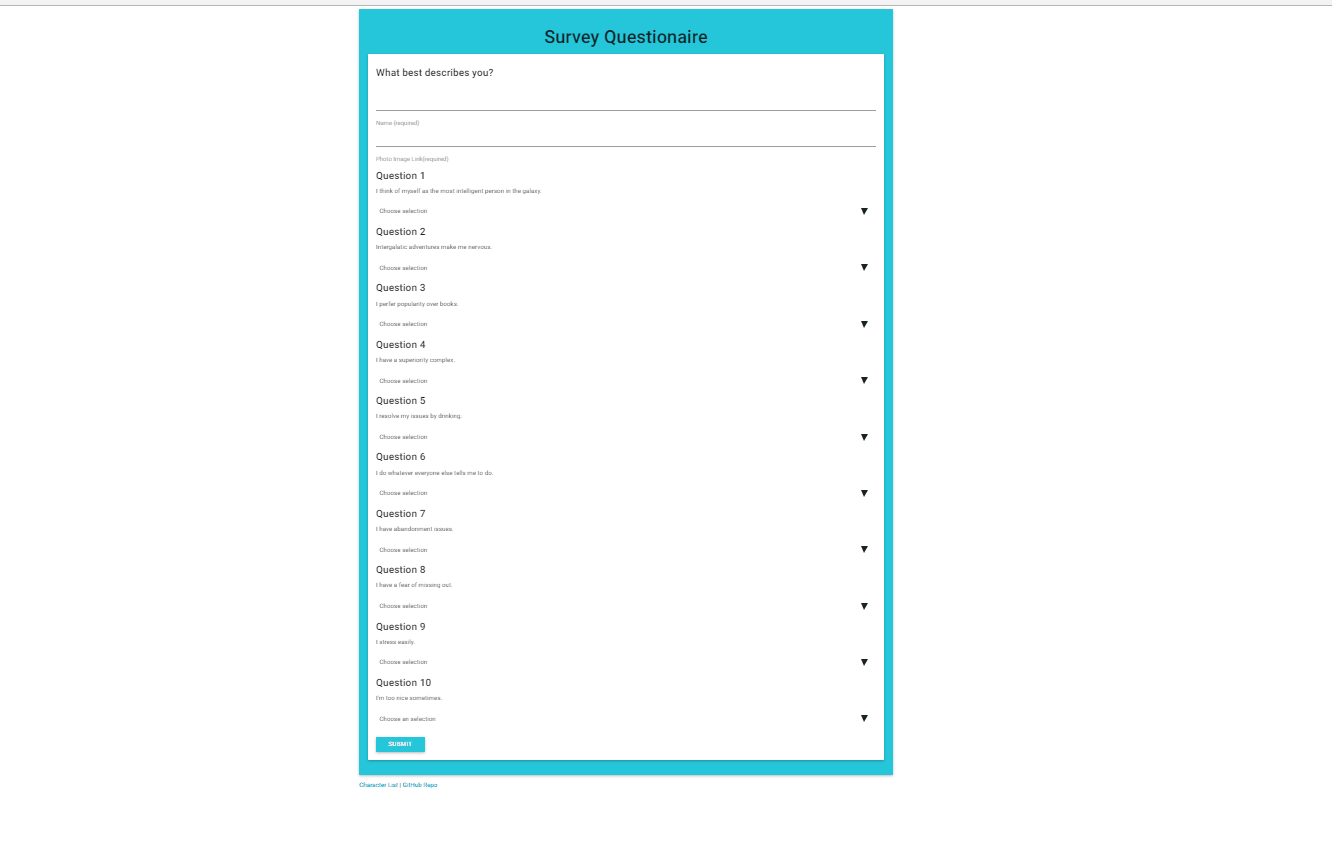 Survey Questionaire
What best describes you?
Name (required)
Photo Image Link(required)
Question 1
I think of myself as the most intelligent person in the galaxy.
Choose selection
Question 2
Intergalatic adventures make me nervous.
Choose selection
Question 3
I perfer popularity over books.
Choose selection
Question 4
I have a superiority complex.
Choose selection
Question 5
I resolve my issues by drinking.
Choose selection
Question 6
I do whatever everyone else tells me to do.
Choose selection
Question 7
I have abandonment issues.
Choose selection
Question 8
I have a fear of missing out.
Choose selection
Question 9
I stress easily.
Choose selection
Question 10
I'm too nice sometimes.
Choose an selection
SUBMIT
Character List | GitHub Repo